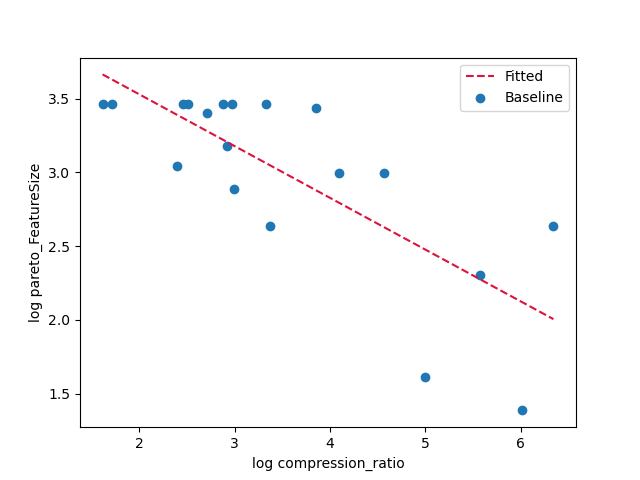 Fitted
Baseline
3.5
3.0
2.5
2.0
1.5
log pareto_FeatureSize
2 3 4 5 6
log compression_ratio